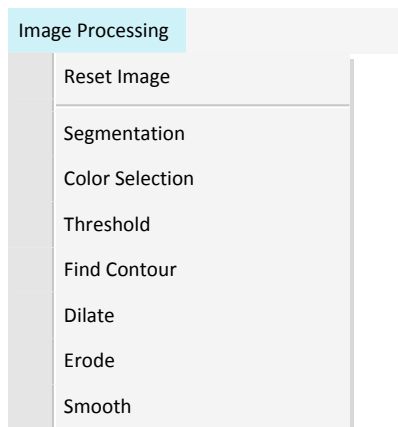 Image Processing
Reset Image
Segmentation
Color Selection
Threshold
Find Contour
Dilate
Erode
Smooth